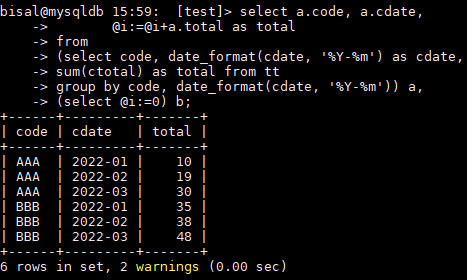 bisal@mysqldb 15:59:  [test]> select a.code, a.cdate,
    ->        @i:=@i+a.total as total
    -> from
    -> (select code, date_format(cdate, '%Y-%m') as cdate,
    -> sum(ctotal) as total from tt
    -> group by code, date_format(cdate, '%Y-%m')) a,
    -> (select @i:=0) b;
+------+---------+-------+
| code | cdate   | total |
+------+---------+-------+
| AAA  | 2022-01 |    10 |
| AAA  | 2022-02 |    19 |
| AAA  | 2022-03 |    30 |
| BBB  | 2022-01 |    35 |
| BBB  | 2022-02 |    38 |
| BBB  | 2022-03 |    48 |
+------+---------+-------+
6 rows in set, 2 warnings (0.00 sec)